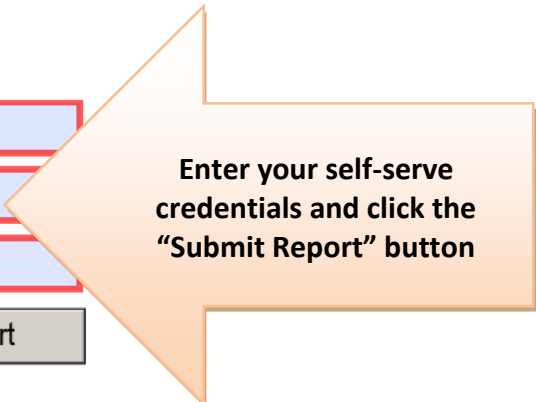 Enter your self-serve
credentials and click the
“Submit Report” button
rt